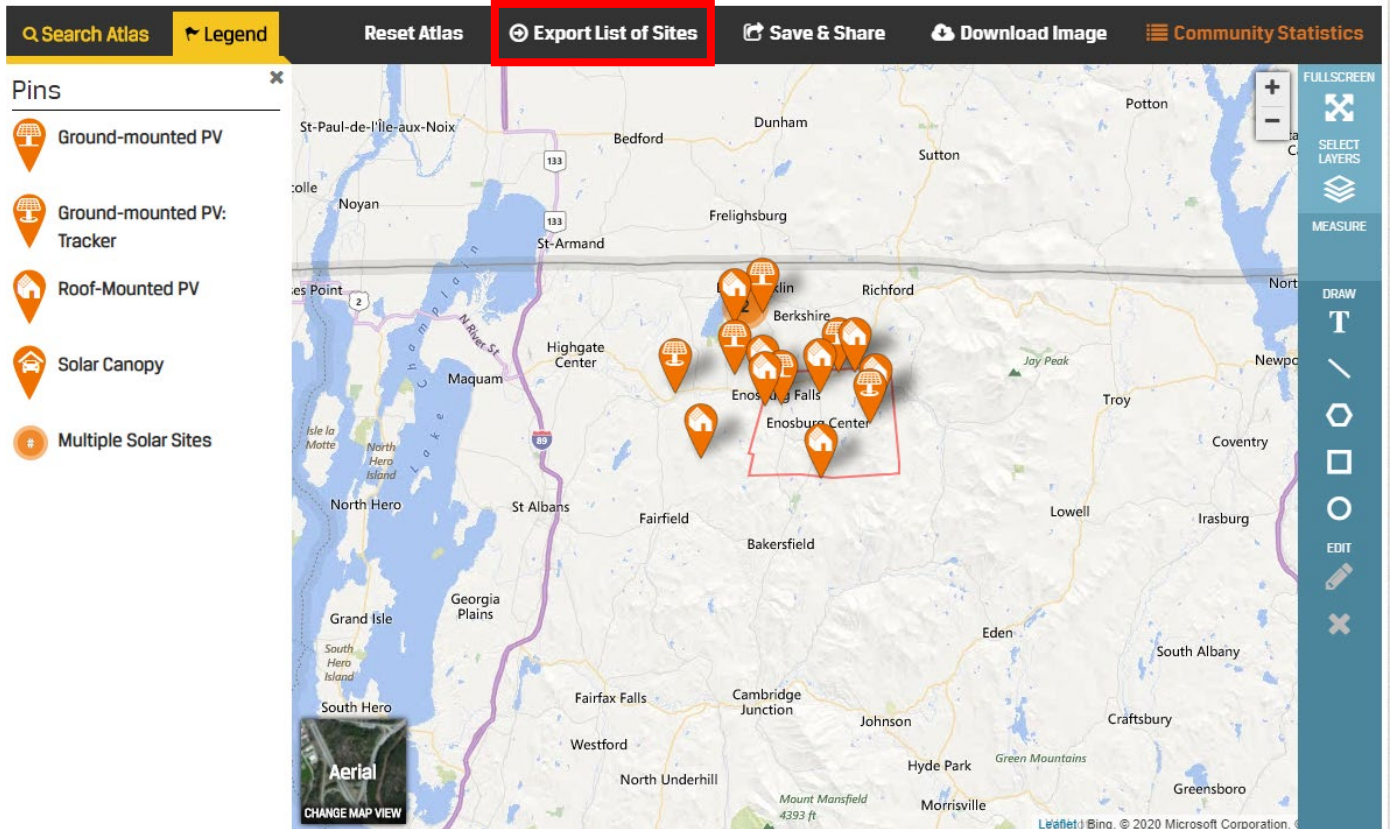 Search Atlas
Legend
Reset Atlas
Export List of Sites
Save & Share
Download Image
Community Statistics
Pins
Ground-mounted PV
Ground-mounted PV:
Tracker
Roof-Mounted PV
Solar Canopy
#
Multiple Solar Sites
St-Paul-de-l'Île-aux-Noix
Bedford
Dunham
Potton
Sutton
133
Noyan
133
Frelighsburg
St-Armand
2
Richford
2
Berkshire
N River St
Highgate
Center
Maquam
Lake Champlain
Jay Peak
Troy
Enosburg Falls
Enosburg Center
Isle la
Motte
North
Hero
Island
89
Coventry
North Hero
St Albans
Fairfield
Lowell
Irasburg
Bakersfield
Georgia
Plains
Grand Isle
Eden
South
Hero
Island
South Albany
Fairfax Falls
Cambridge
Junction
South Hero
Johnson
Craftsbury
Westford
North Underhill
Hyde Park
Green Mountains
Greensboro
Mount Mansfield
4393 ft
Morrisville
Aerial
CHANGE MAP VIEW
Bing, © 2020 Microsoft Corporation,
+
−
FULLSCREEN
SELECT
LAYERS
MEASURE
DRAW
T
EDIT